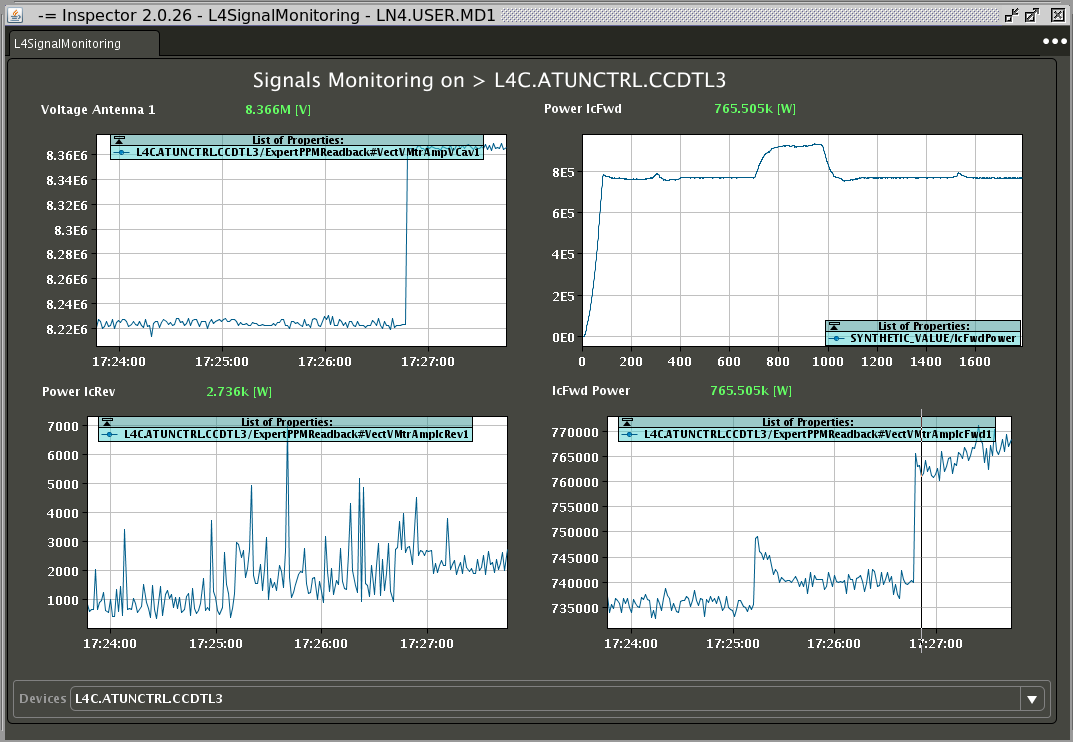 -= Inspector 2.0.26 - L4SignalMonitoring - LN4.USER.MD1
L4SignalMonitoring
Signals Monitoring on > L4C.ATUNCTRL.CCDTL3
Voltage Antenna 1 8.366M [V]
List of Properties:
L4C.ATUNCTRL.CCDTL3/ExpertPPMReadback#VectVMtrAmpVCav1
8.36E6
8.34E6
8.32E6
8.3E6
8.28E6
8.26E6
8.24E6
8.22E6
17:24:00 17:25:00 17:26:00 17:27:00
Power IcFwd 765.505k [W]
8E5
6E5
4E5
2E5
0E0
List of Properties:
SYNTHETIC_VALUE/IcFwdPower
0 200 400 600 800 1000 1200 1400 1600
Power IcRev 2.736k [W]
List of Properties:
L4C.ATUNCTRL.CCDTL3/ExpertPPMReadback#VectVMtrAmpIcRev1
7000
6000
5000
4000
3000
2000
1000
17:24:00 17:25:00 17:26:00 17:27:00
IcFwd Power 765.505k [W]
List of Properties:
L4C.ATUNCTRL.CCDTL3/ExpertPPMReadback#VectVMtrAmpIcFwd1
770000
765000
760000
755000
750000
745000
740000
735000
17:24:00 17:25:00 17:26:00 17:27:00
Devices L4C.ATUNCTRL.CCDTL3